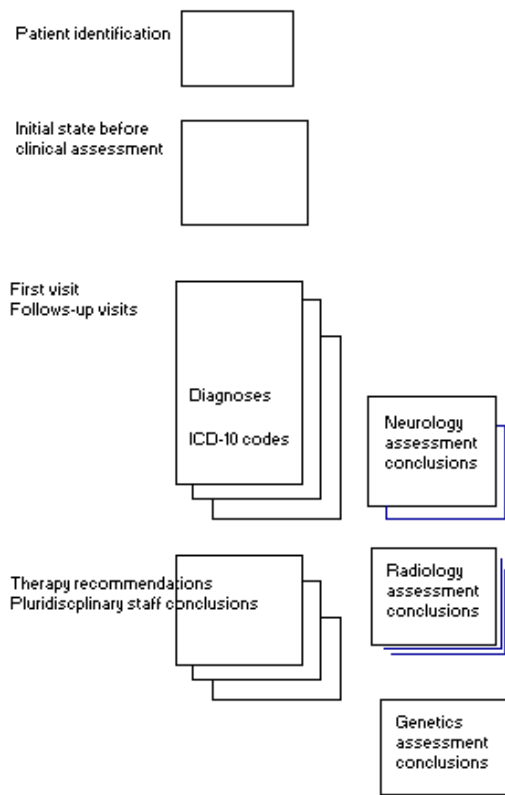 Patient identification
Initial state before
clinical assessment
First visit
Follows-up visits
Diagnoses
ICD-10 codes
Neurology
assessment
conclusions
Therapy recommendations
Pluridiscplinary staff conclusions
Radiology
assessment
conclusions
Genetics
assessment
conclusions